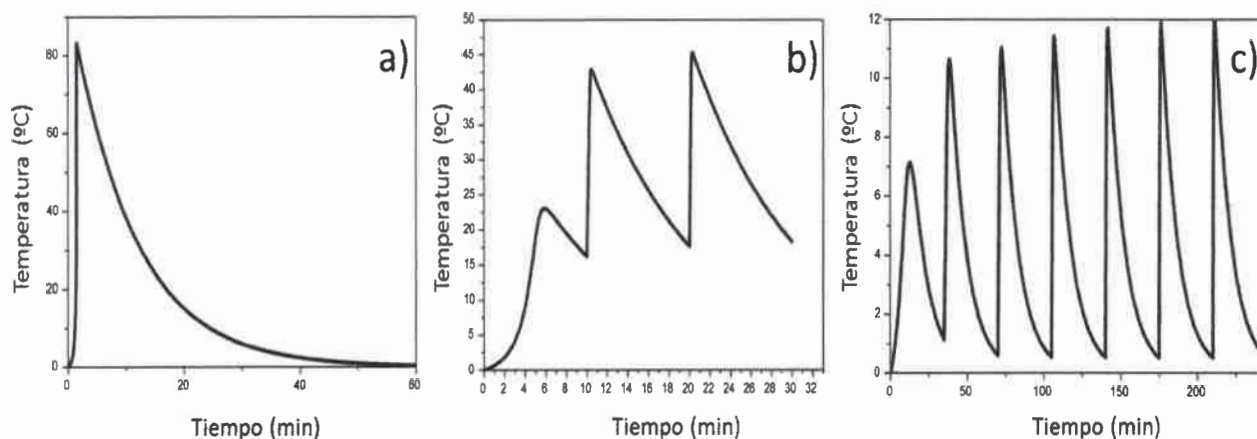 a)
Temperatura (ºC)
80
60
40
20
0
0 20 40 60
Tiempo (min)
b)
Temperatura (ºC)
50
45
40
35
30
25
20
15
10
5
0
0 2 4 6 8 10 12 14 16 18 20 22 24 26 28 30 32
Tiempo (min)
c)
Temperatura (ºC)
12
10
8
6
4
2
0
0 50 100 150 200
Tiempo (min)